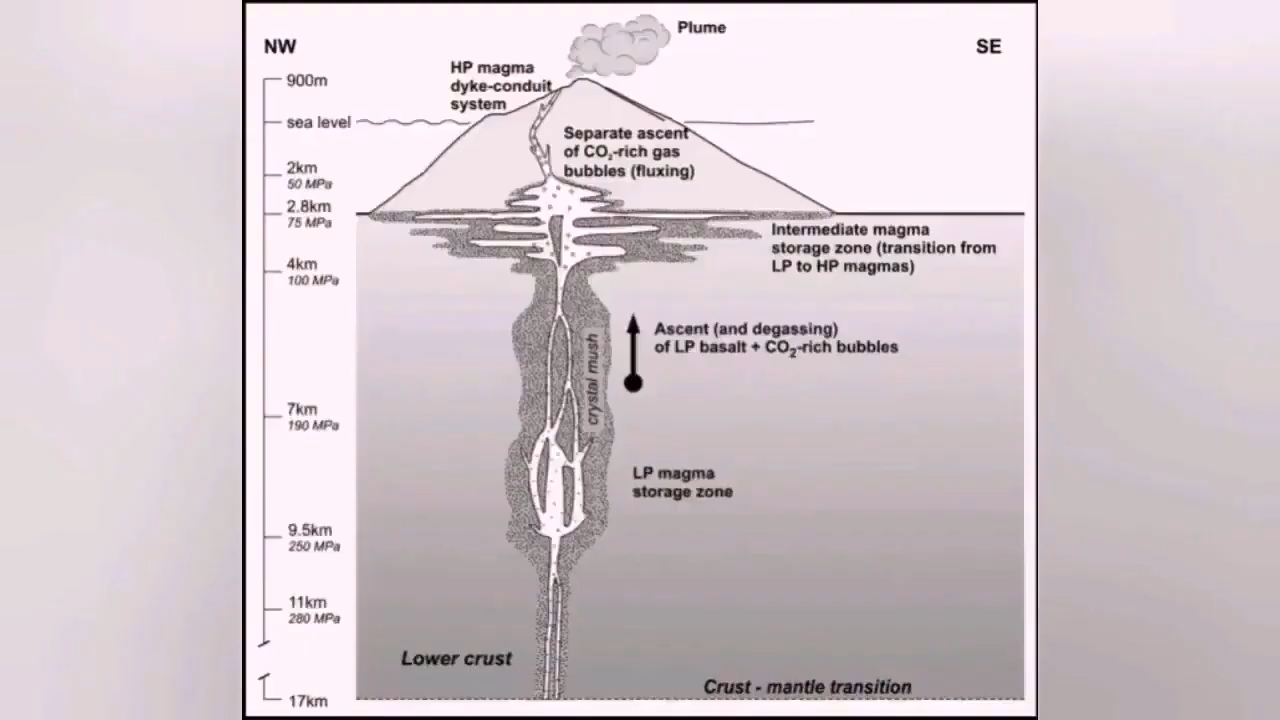 Plume
NW
SE
HP magma
dyke-conduit
system
900m
sea level
Separate ascent
of CO₂-rich gas
bubbles (fluxing)
2km
50 MPa
2.8km
75 MPa
Intermediate magma
storage zone (transition from
LP to HP magmas)
4km
100 MPa
Ascent (and degassing)
of LP basalt + CO₂-rich bubbles
crystal mush
7km
190 MPa
LP magma
storage zone
9.5km
250 MPa
11km
280 MPa
Lower crust
Crust - mantle transition
17km